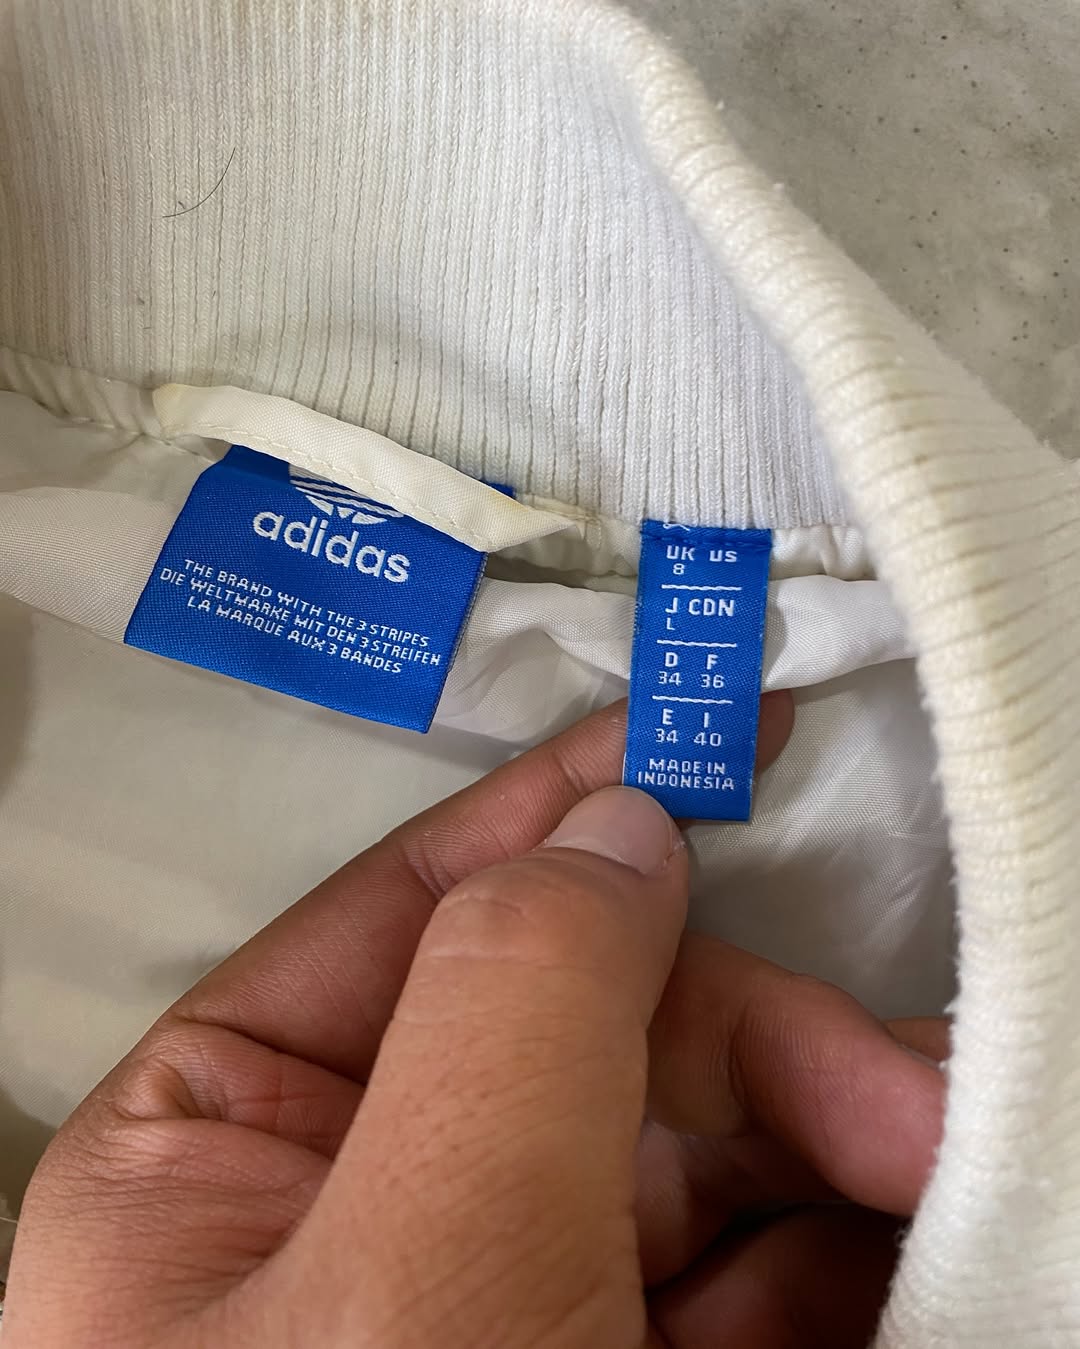 adidas
THE BRAND WITH THE 3 STRIPES
DIE WELTMARKE MIT DEN 3 STREIFEN
LA MARQUE AUX 3 BANDES
UK US
8
J CDN
L
D F
34 36
E I
34 40
MADE IN
INDONESIA